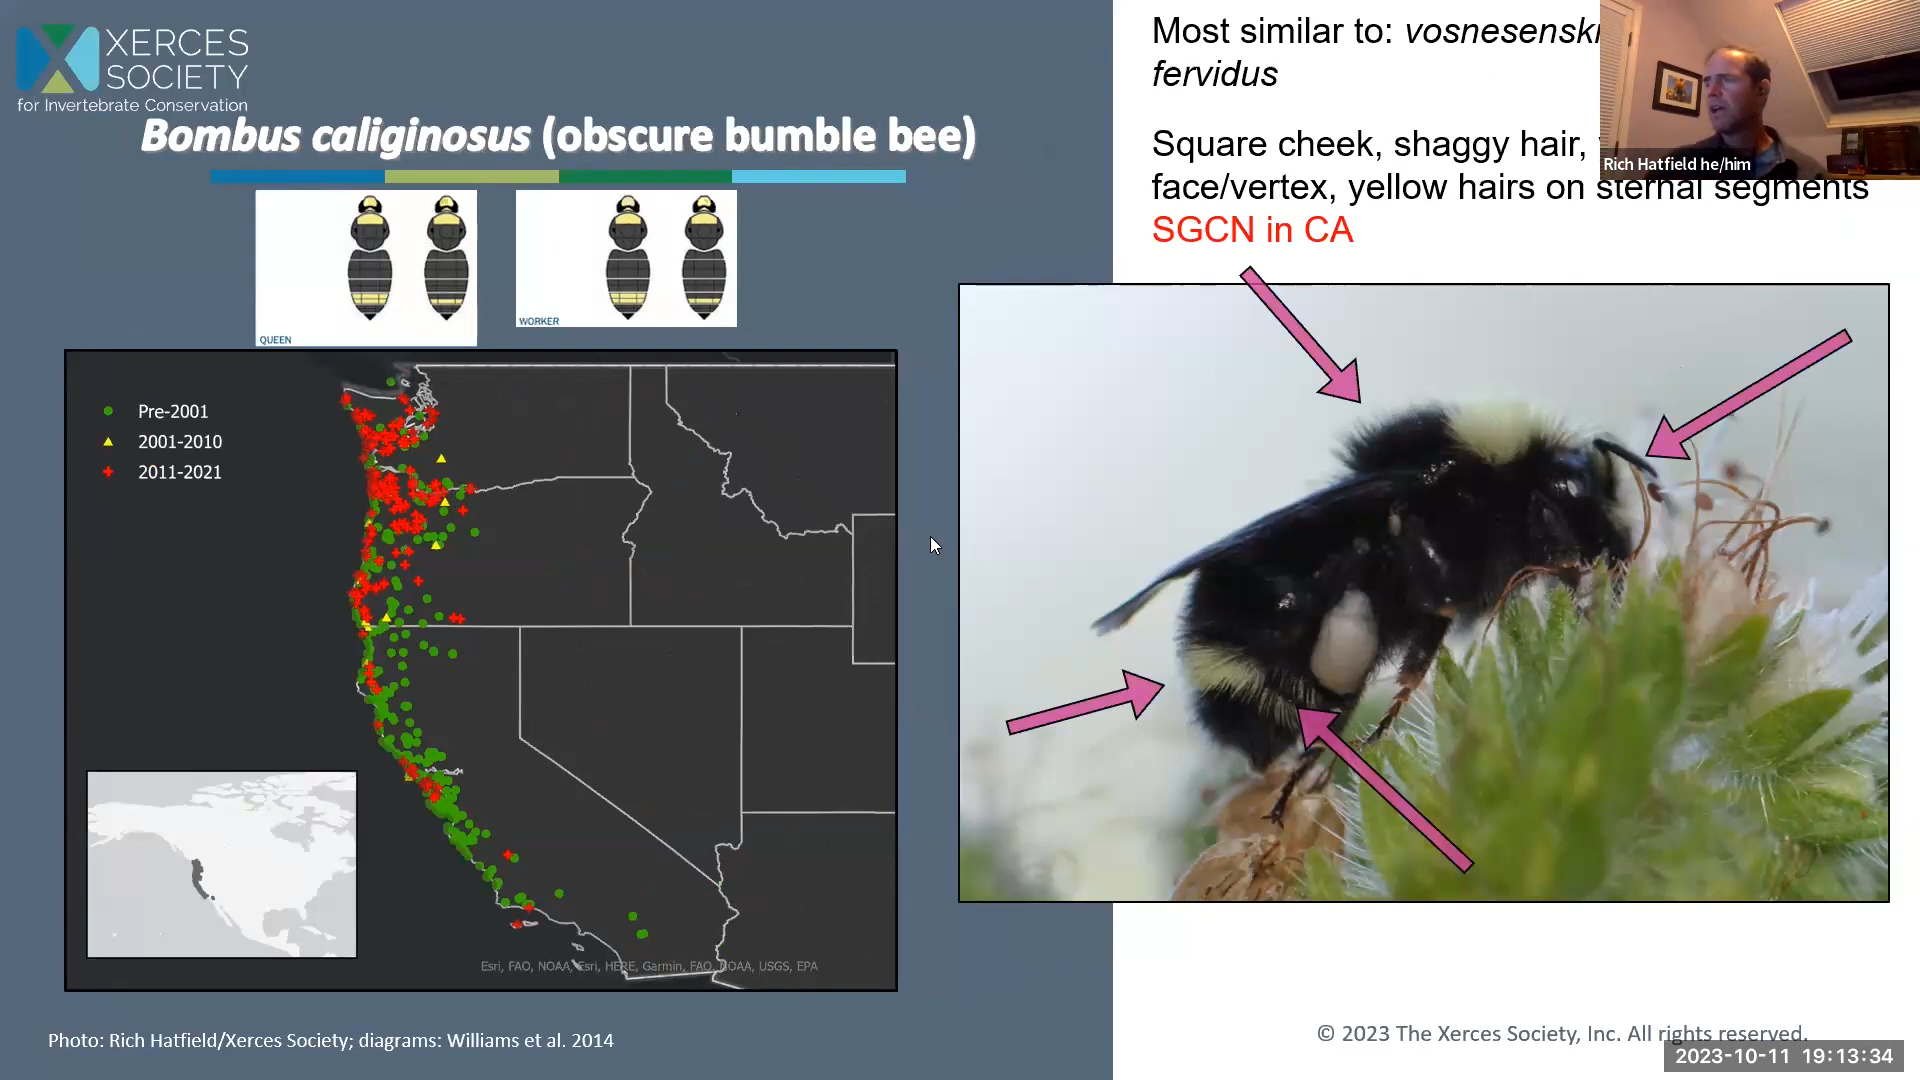 XERCES
SOCIETY
for Invertebrate Conservation
Bombus caliginosus (obscure bumble bee)
QUEEN
WORKER
Pre-2001
2001-2010
2011-2021
Esri, FAO, NOAA, Esri, HERE, Garmin, FAO, NOAA, USGS, EPA
Photo: Rich Hatfield/Xerces Society; diagrams: Williams et al. 2014
Most similar to: vosnesenski
fervidus
Square cheek, shaggy hair,
face/vertex, yellow hairs on sternal segments
SGCN in CA
Rich Hatfield he/him
© 2023 The Xerces Society, Inc. All rights reserved.
2023-10-11 19:13:34